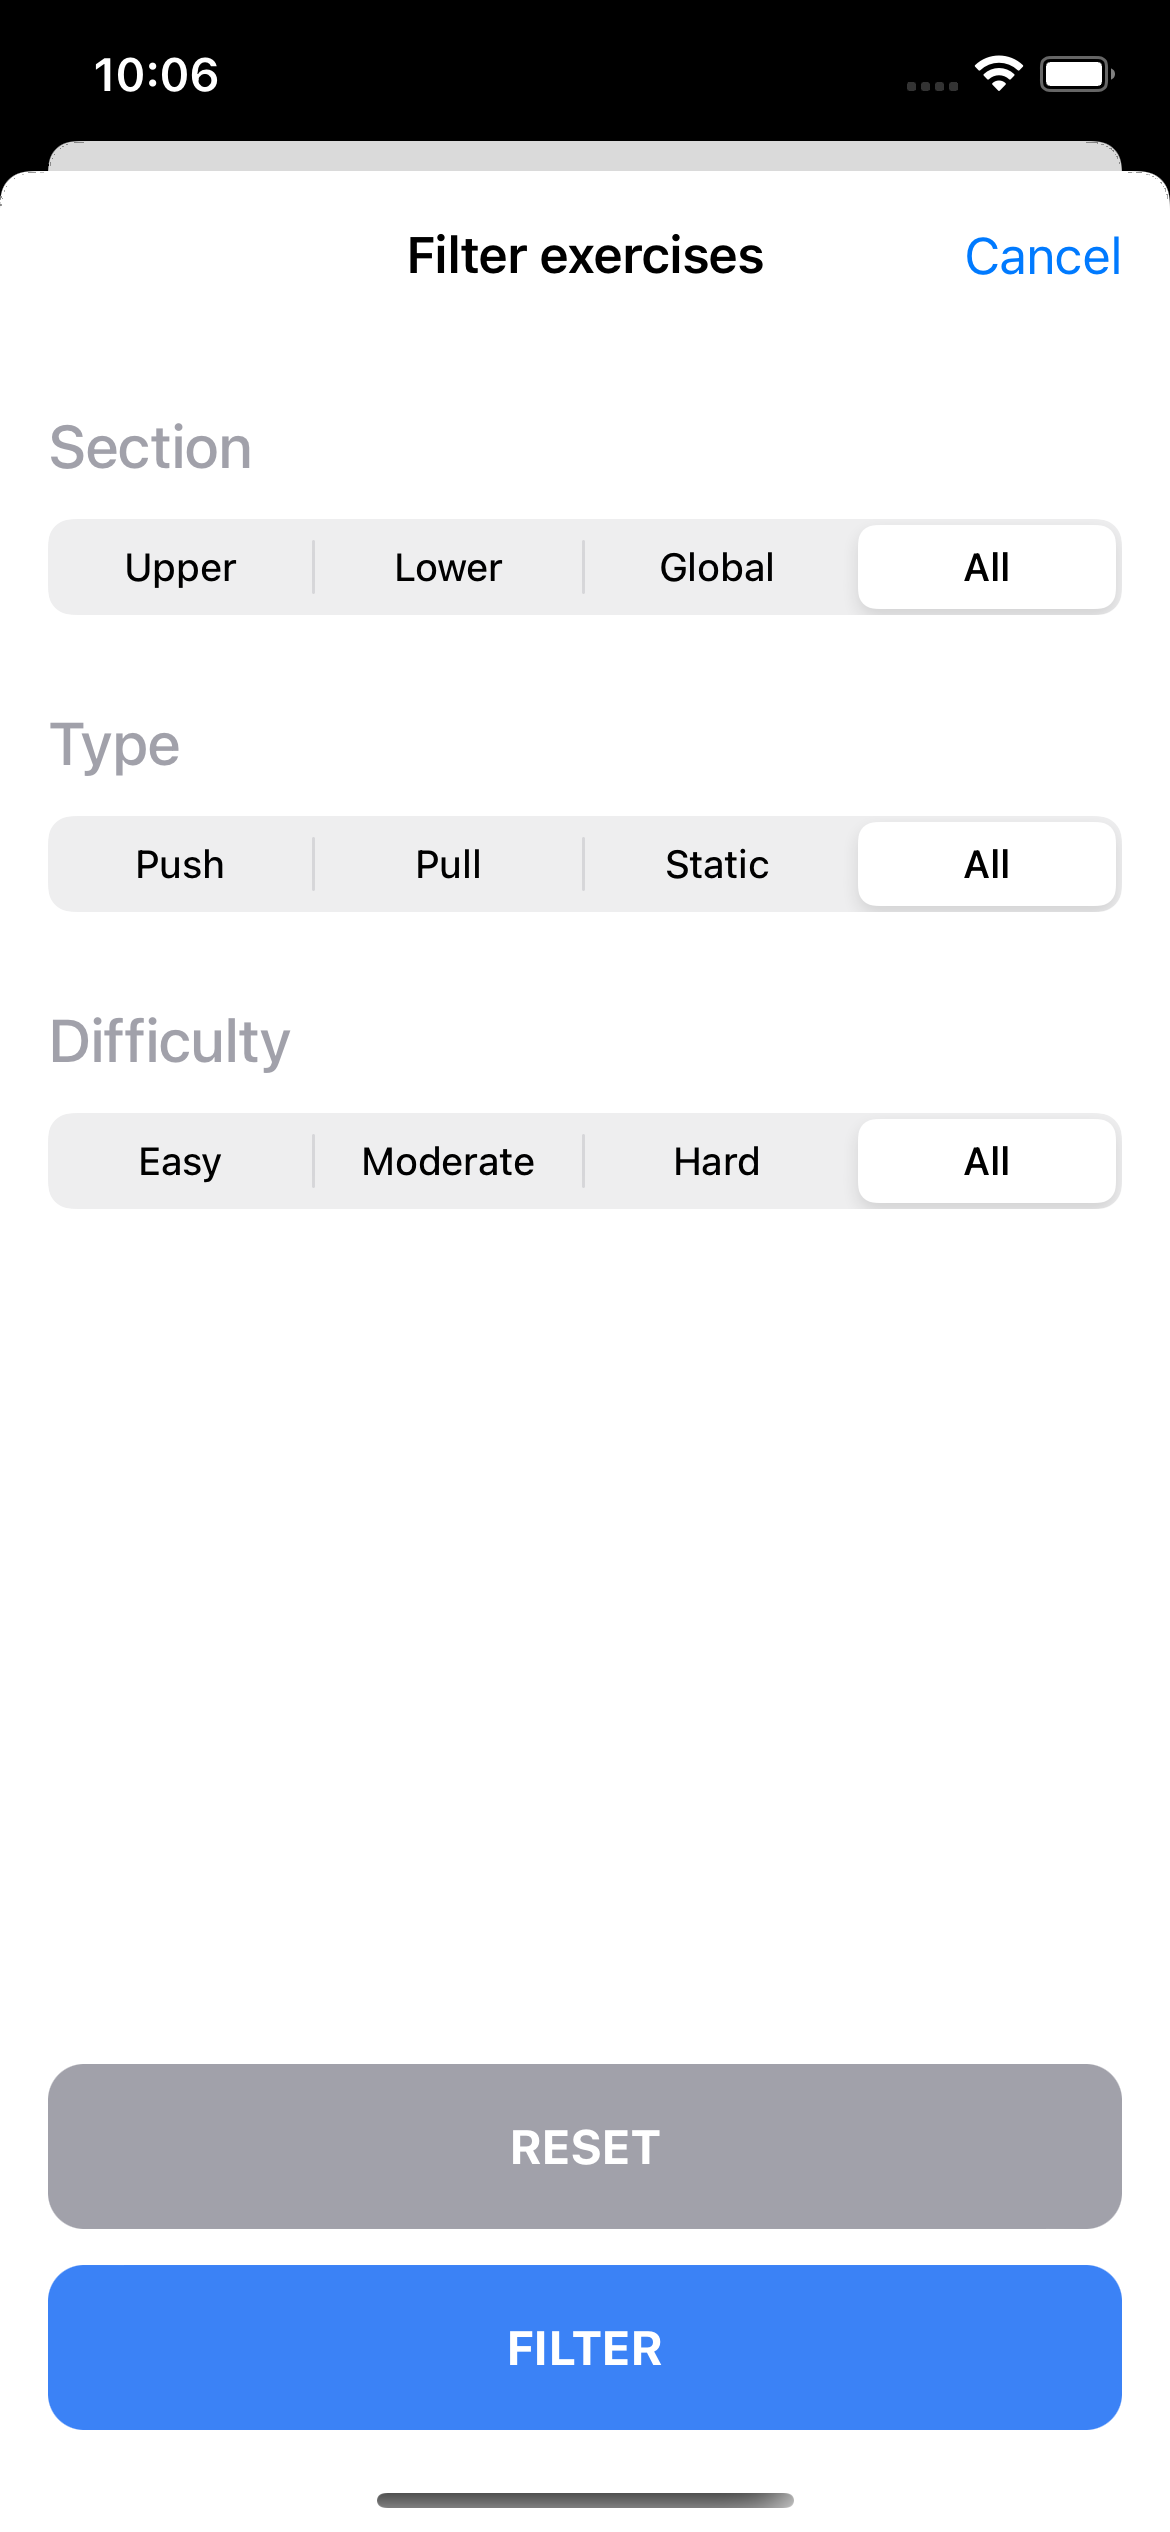 10:06
Filter exercises Cancel
Section
Upper Lower Global All
Type
Push Pull Static All
Difficulty
Easy Moderate Hard All
RESET
FILTER